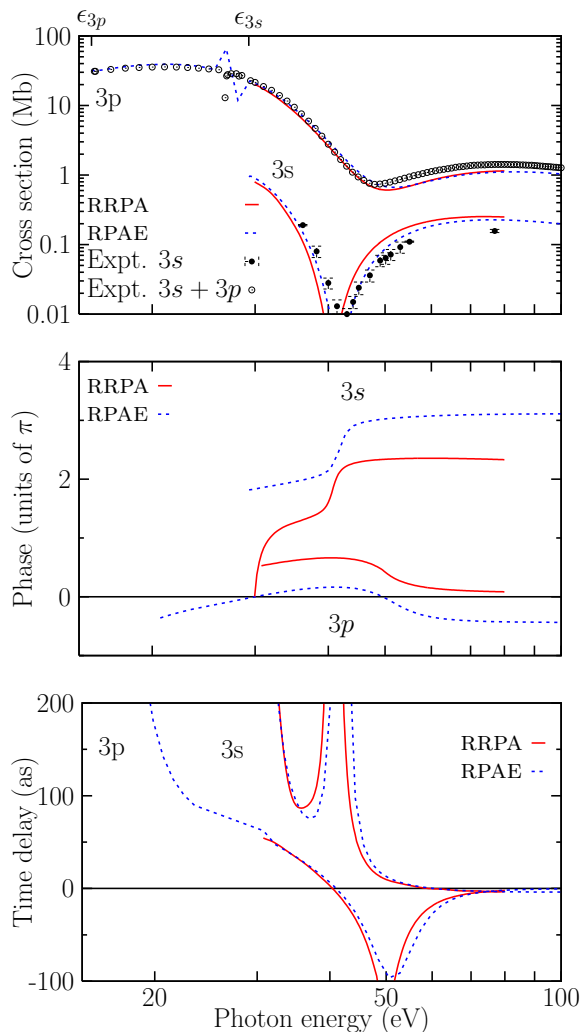 ϵ3p ϵ3s
100
10
1
0.1
0.01
Cross section (Mb)
3p
3s
RRPA
RPAE
Expt. 3s
Expt. 3s + 3p
4
2
0
Phase (units of π)
RRPA
RPAE
3s
3p
200
100
0
-100
Time delay (as)
3p
3s
RRPA
RPAE
20 50 100
Photon energy (eV)